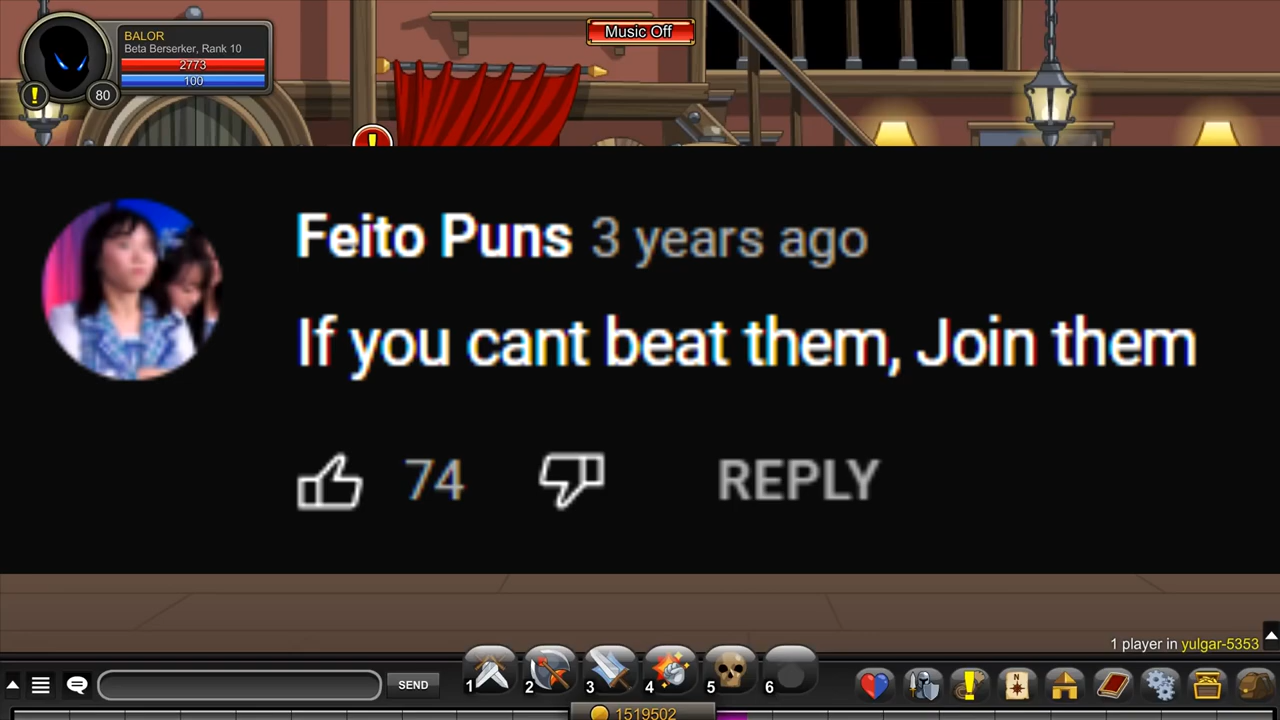 BALOR
Beta Berserker, Rank 10
2773
100
80
Music Off
Feito Puns 3 years ago
If you cant beat them, Join them
74
REPLY
1 player in yulgar-5353
SEND
1
2
3
4
5
6
N
1519502